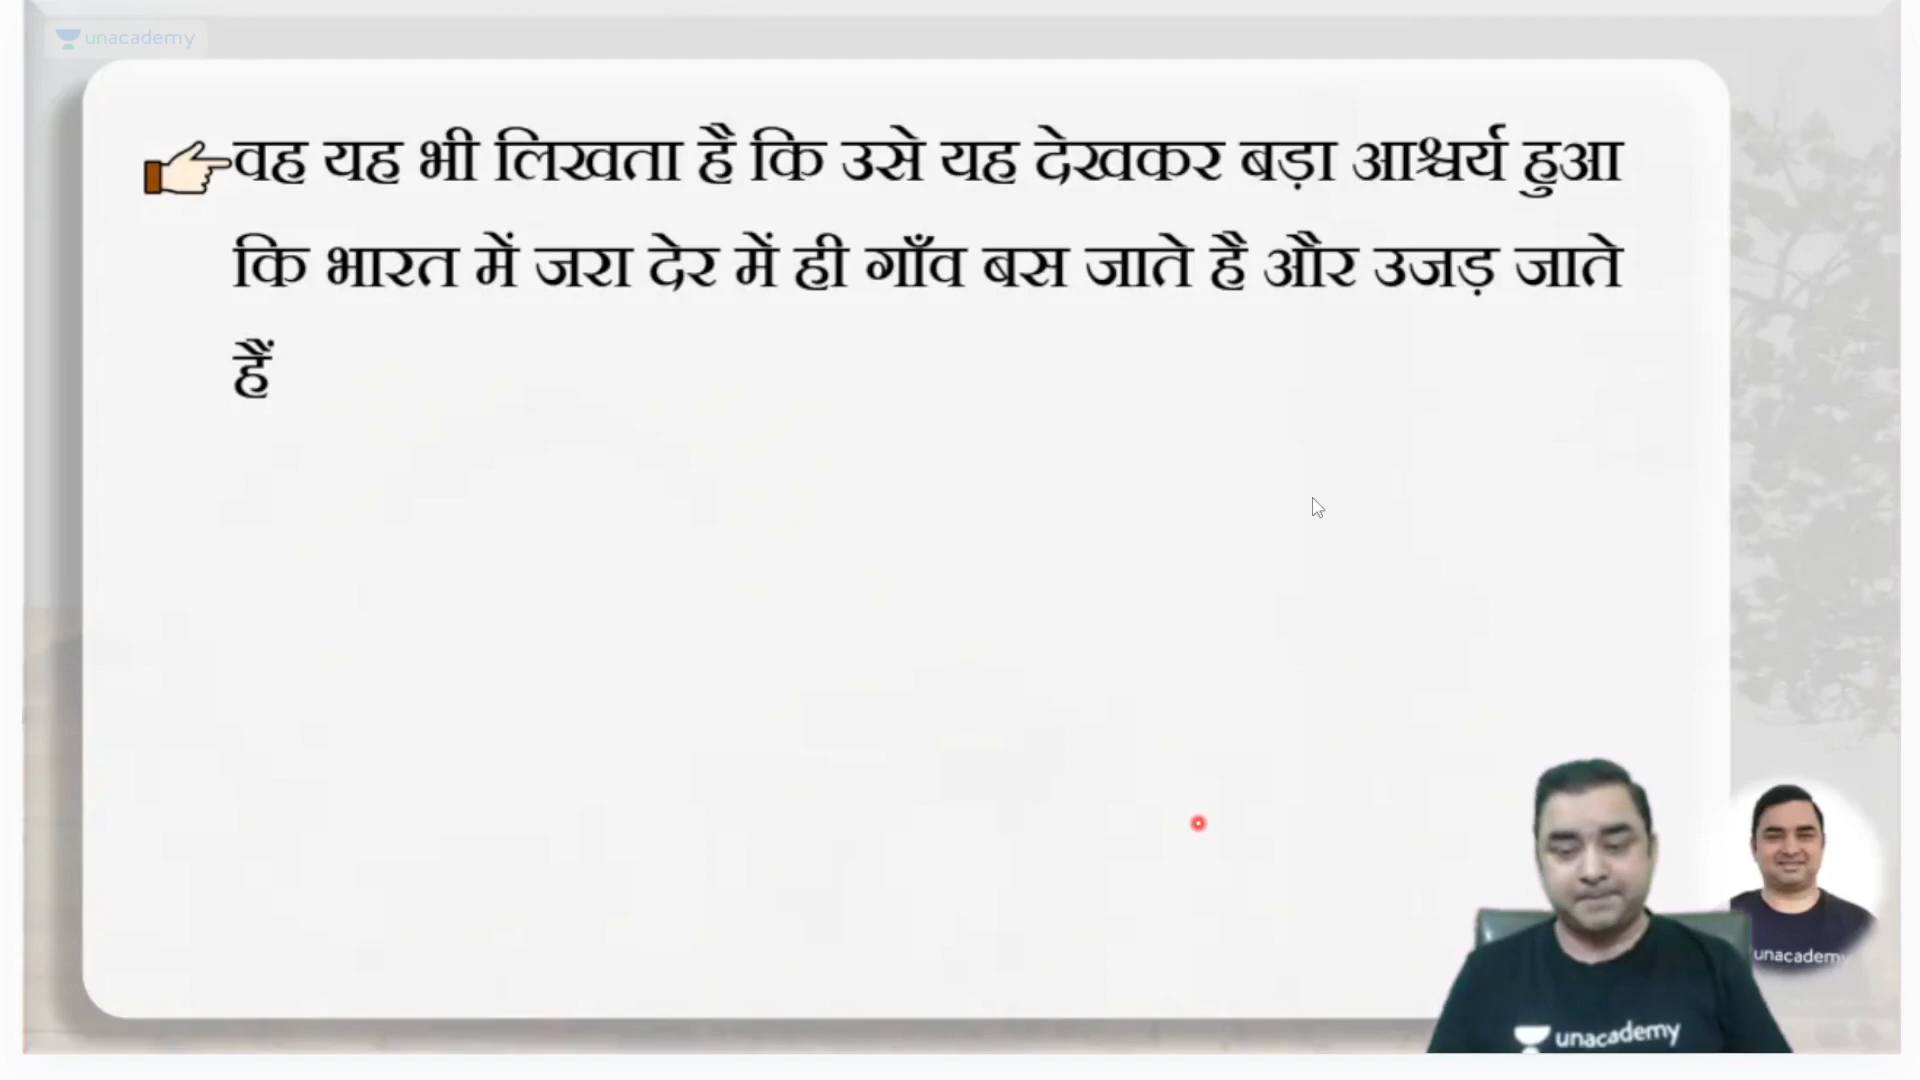 unacademy
वह यह भी लिखता है कि उसे यह देखकर बड़ा आश्चर्य हुआ
कि भारत में जरा देर में ही गाँव बस जाते है और उजड़ जाते
हैं
unacademy
unacademy